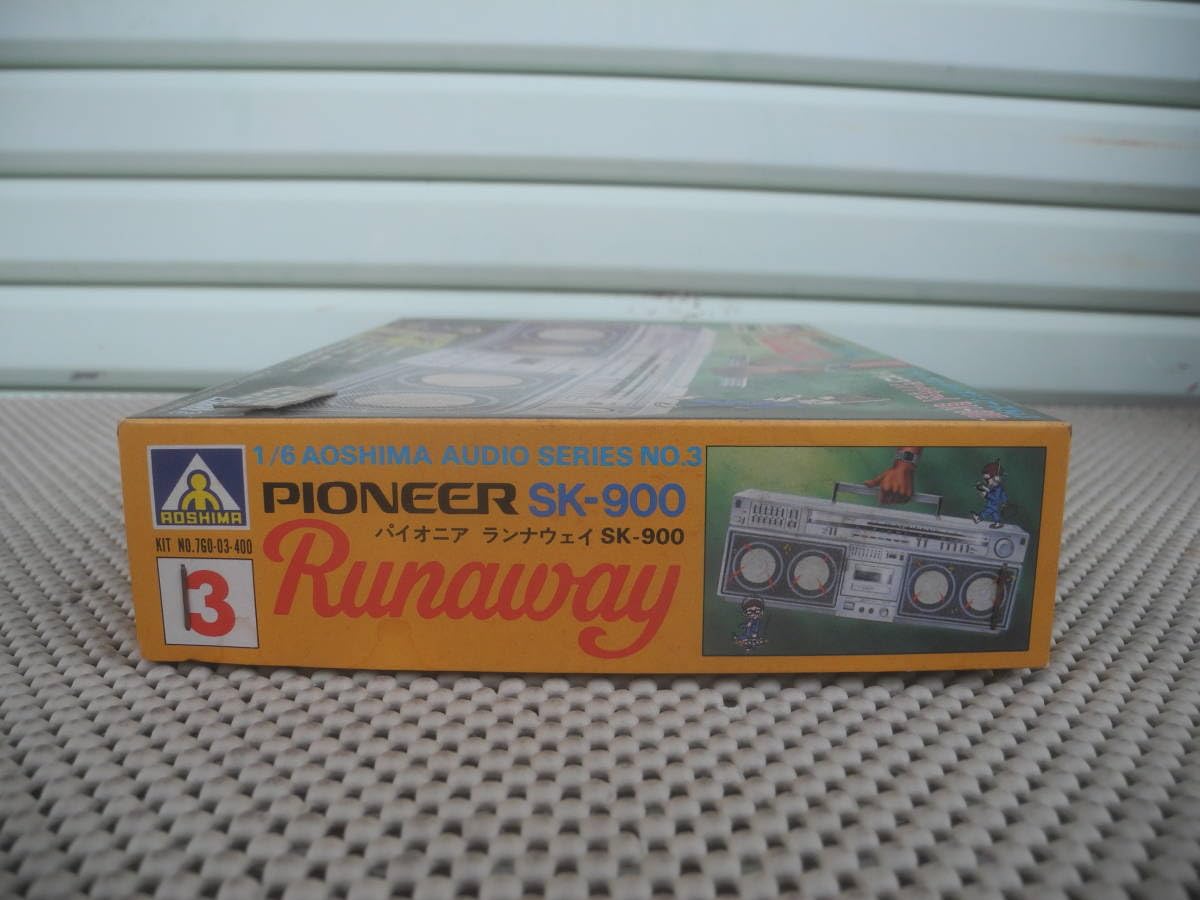 1/6 AOSHIMA AUDIO SERIES NO.3
AOSHIMA
PIONEER SK-900
パイオニア ランナウェイ SK-900
KIT NO.760-03-400
3
Runaway